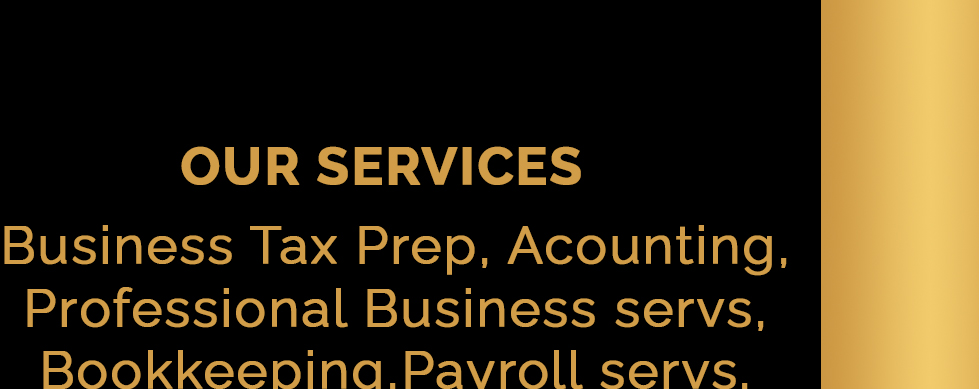 OUR SERVICES
Business Tax Prep, Acounting,
Professional Business servs,
Bookkeeping,Payroll servs,